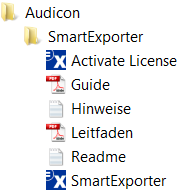 Audicon
SmartExporter
Activate License
Guide
Hinweise
Leitfaden
Readme
SmartExporter